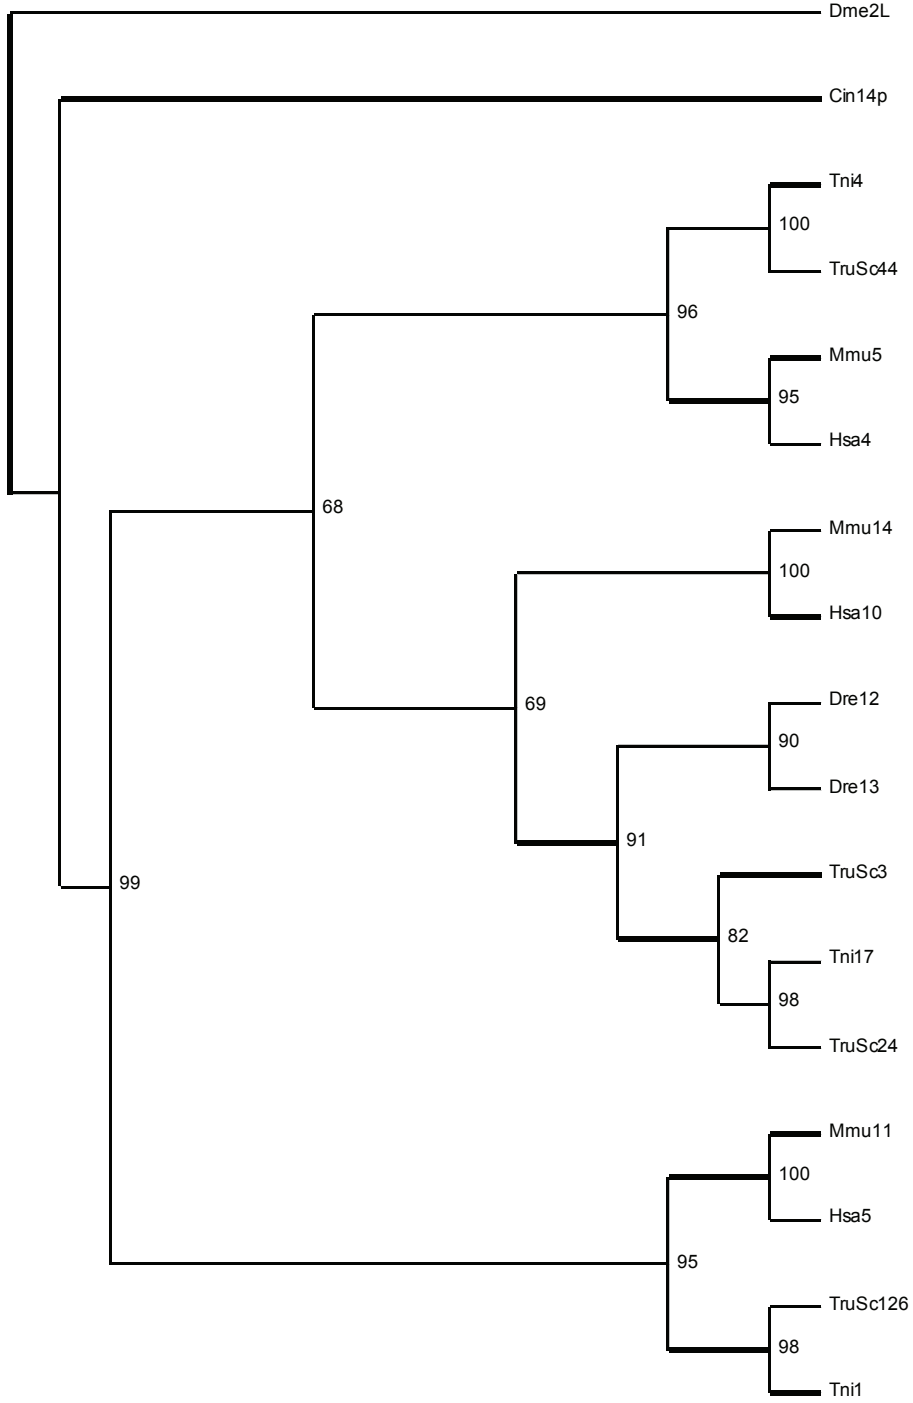 Dme2L
Cin14p
Tni4
100
TruSc44
96
Mmu5
95
Hsa4
68
Mmu14
100
Hsa10
69
Dre12
90
Dre13
91
TruSc3
99
82
Tni17
98
TruSc24
Mmu11
100
Hsa5
95
TruSc126
98
Tni1